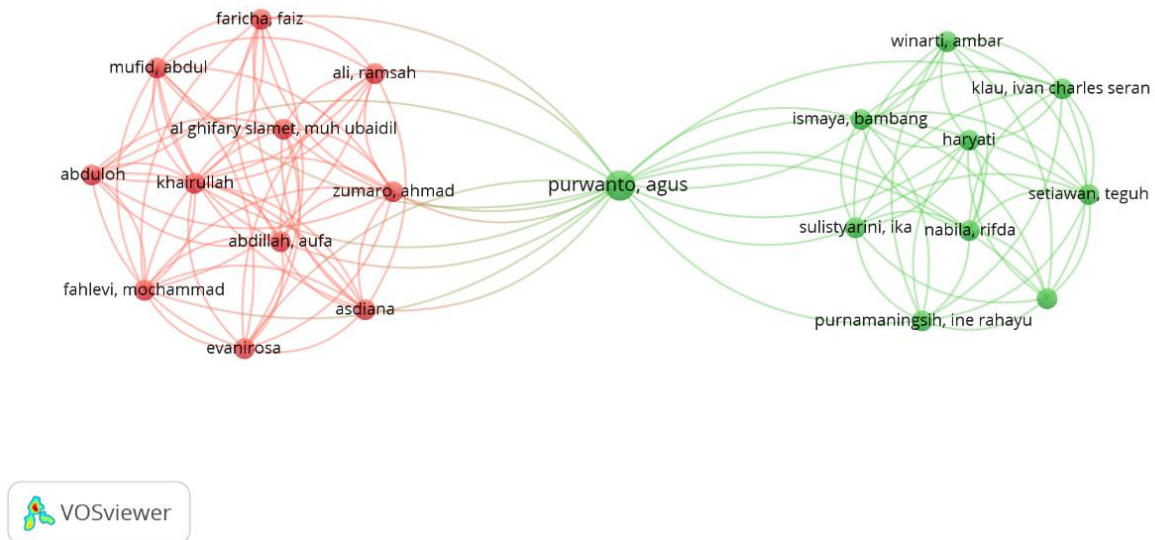 faricha, faiz
mufid, abdul
ali, ramsah
al ghifary slamet, muh ubaidil
abduloh
khairullah
zumaro, ahmad
abdillah, aufa
fahlevi, mochammad
asdiana
evanirosa
purwanto, agus
winarti, ambar
klau, ivan charles seran
ismaya, bambang
haryati
setiawan, teguh
sulistyarini, ika
nabila, rifda
purnamaningsih, ine rahayu
VOSviewer